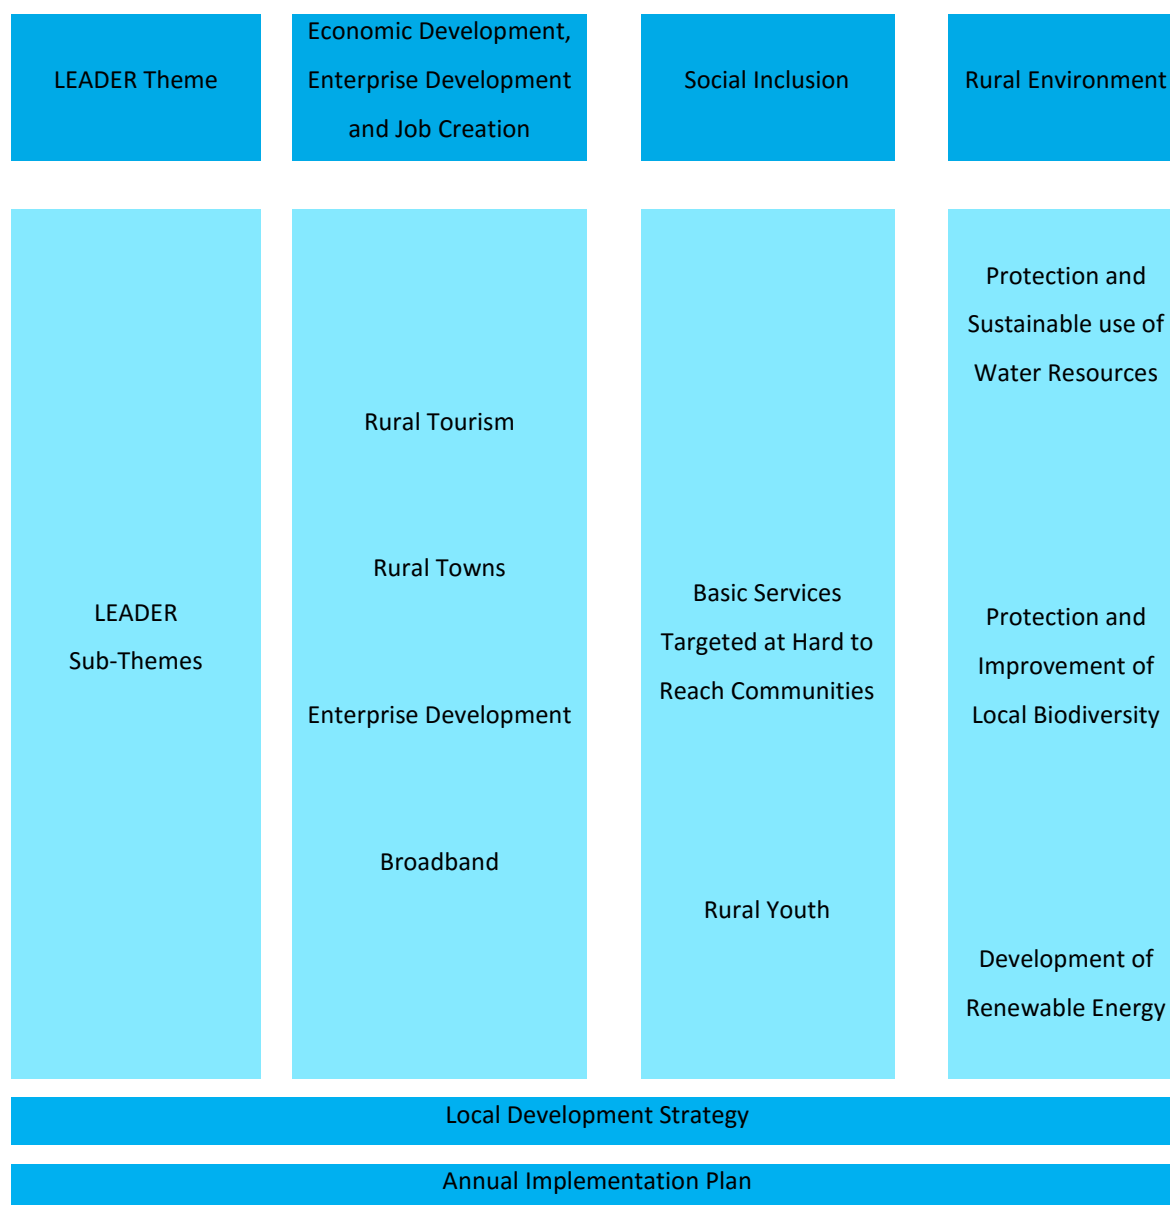 LEADER Theme
Economic Development,
Enterprise Development
and Job Creation
Social Inclusion
Rural Environment
LEADER
Sub-Themes
Rural Tourism
Rural Towns
Enterprise Development
Broadband
Basic Services
Targeted at Hard to
Reach Communities
Rural Youth
Protection and
Sustainable use of
Water Resources
Protection and
Improvement of
Local Biodiversity
Development of
Renewable Energy
Local Development Strategy
Annual Implementation Plan